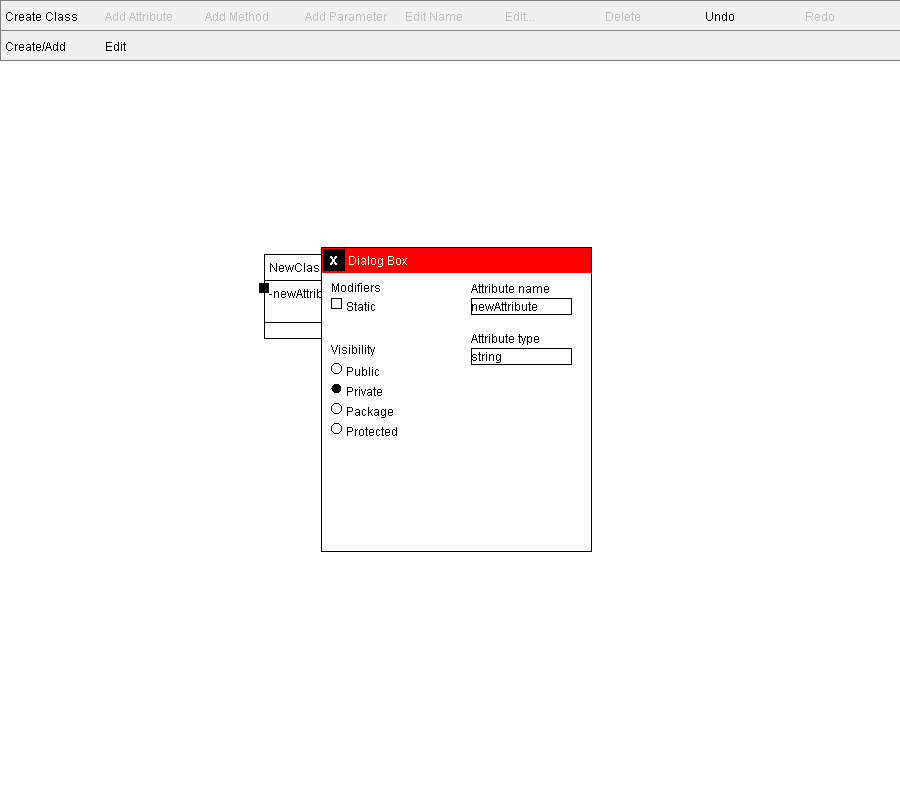 Create Class Add Attribute Add Method Add Parameter Edit Name Edit... Delete Undo Redo
Create/Add Edit
NewClas
-newAttrib
X Dialog Box
Modifiers
Static
Visibility
Public
Private
Package
Protected
Attribute name
newAttribute
Attribute type
string